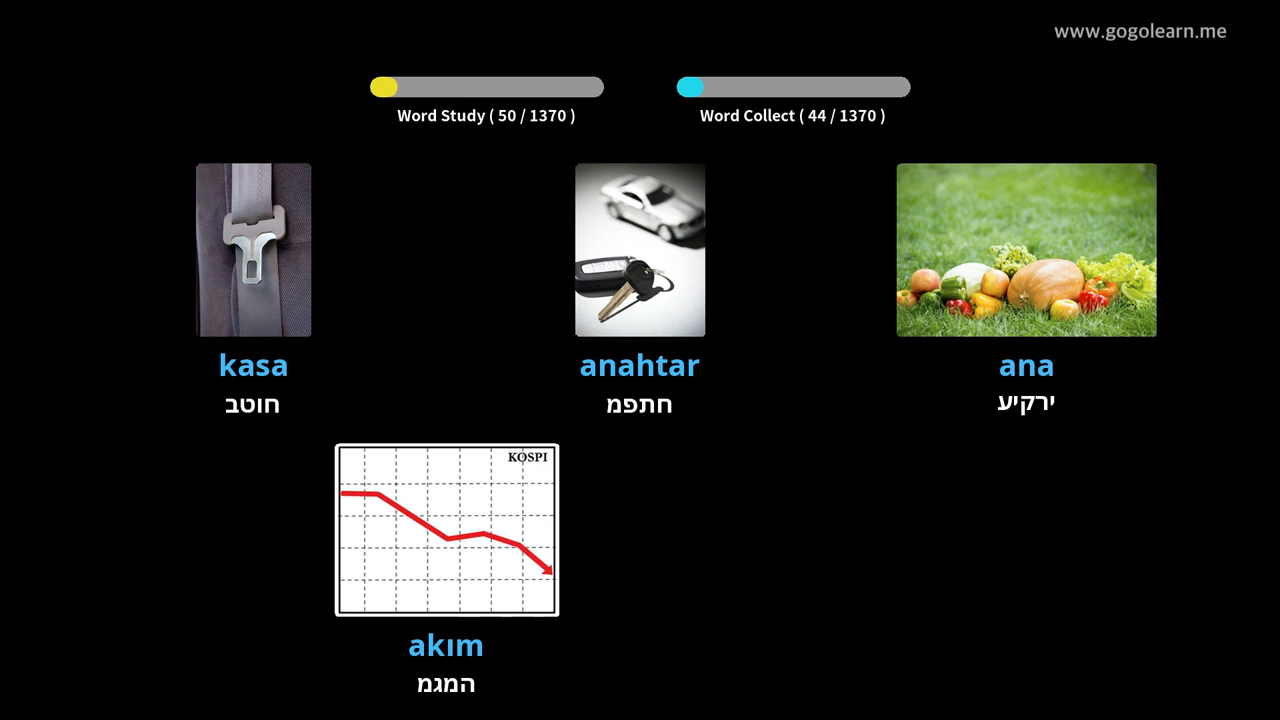 www.gogolearn.me
Word Study ( 50 / 1370 )
Word Collect ( 44 / 1370 )
kasa
חוטב
anahtar
חתפמ
ana
ירקיע
KOSPI
akım
המגמ